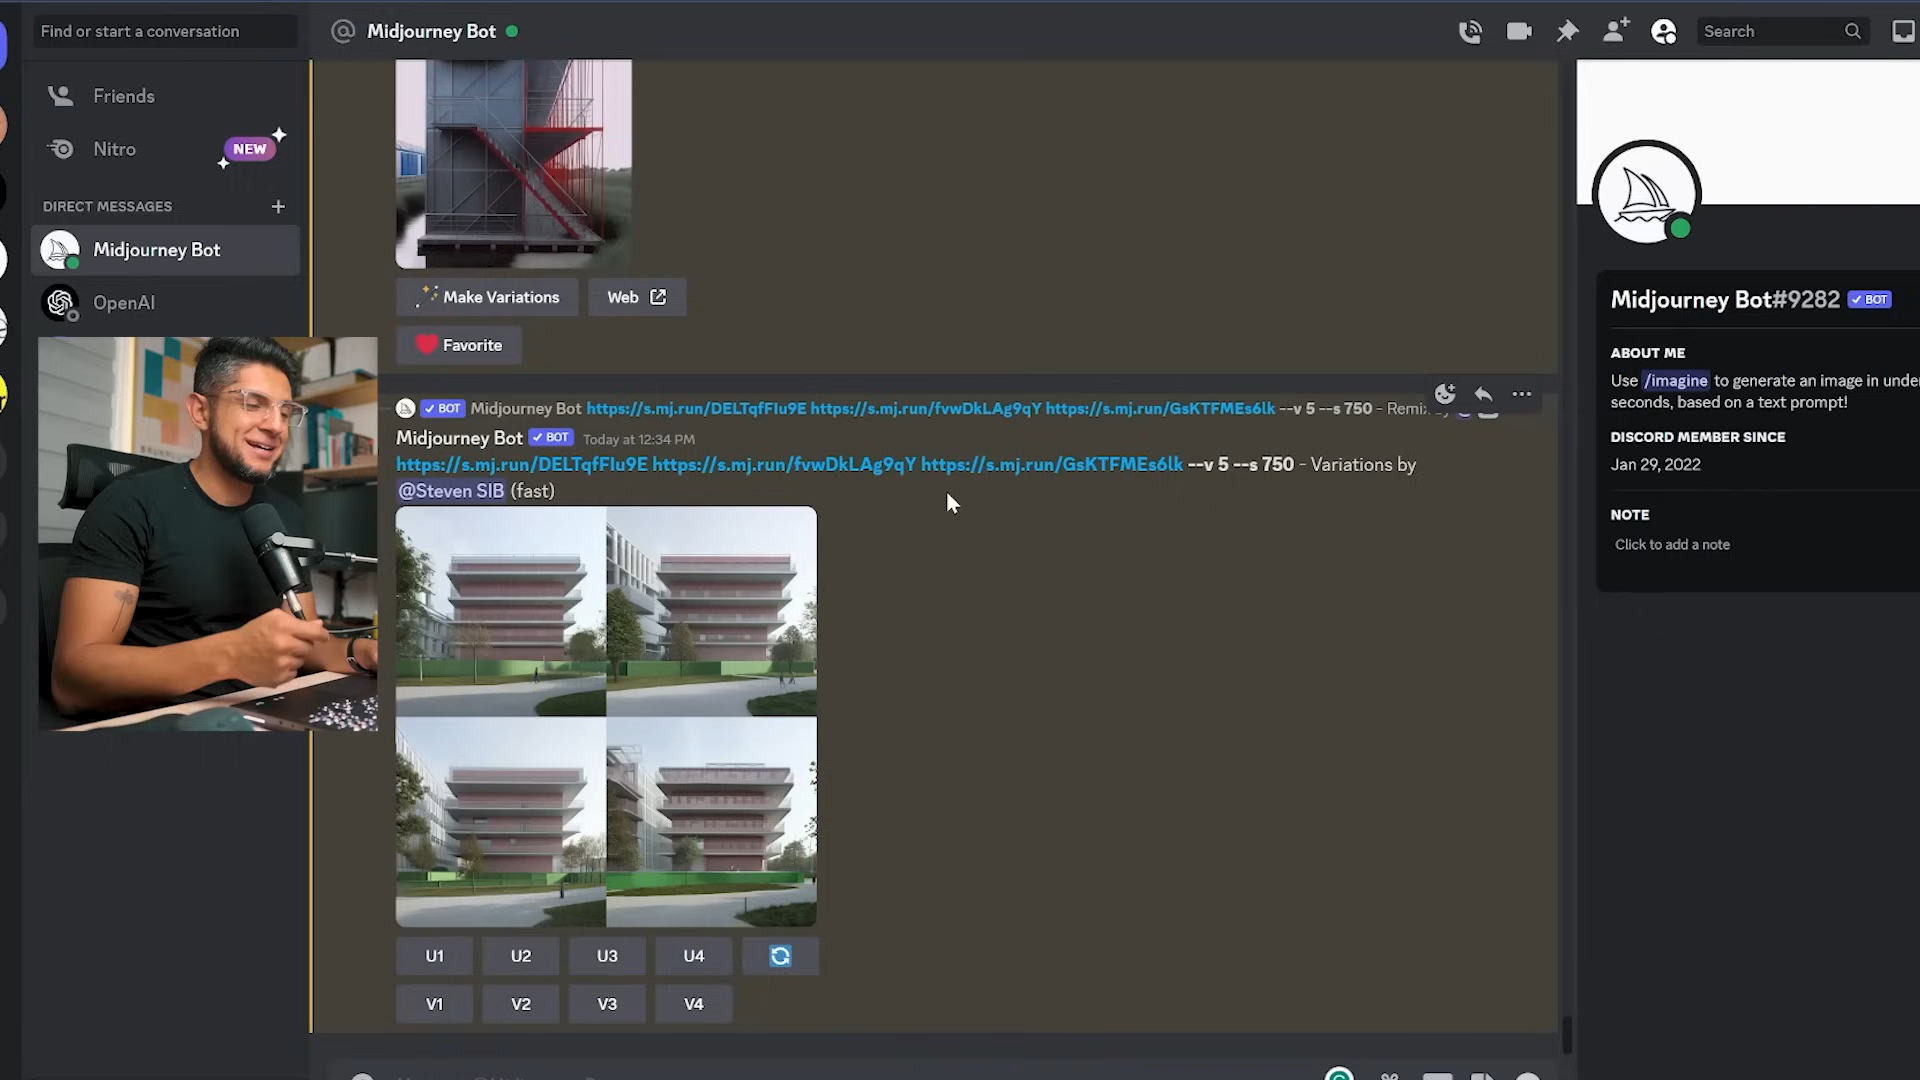 Find or start a conversation
Midjourney Bot
Search
Friends
Nitro
NEW
DIRECT MESSAGES
Midjourney Bot
OpenAI
Make Variations
Web
Favorite
BOT Midjourney Bot https://s.mj.run/DELTqfFIu9E https://s.mj.run/fvwDkLAg9qY https://s.mj.run/GsKTFMEs6lk --v 5 --s 750 - Remix
Midjourney Bot BOT Today at 12:34 PM
https://s.mj.run/DELTqfFIu9E https://s.mj.run/fvwDkLAg9qY https://s.mj.run/GsKTFMEs6lk --v 5 --s 750 - Variations by
@Steven SIB (fast)
U1 U2 U3 U4
V1 V2 V3 V4
Midjourney Bot#9282 BOT
ABOUT ME
Use /imagine to generate an image in under
seconds, based on a text prompt!
DISCORD MEMBER SINCE
Jan 29, 2022
NOTE
Click to add a note